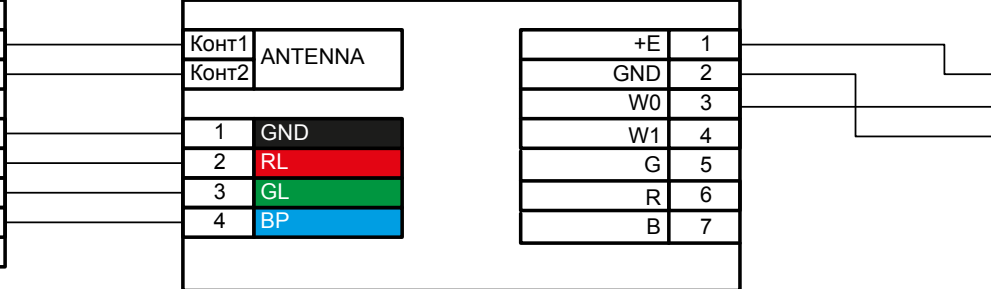 Конт1 ANTENNA
Конт2
1 GND
2 RL
3 GL
4 BP
+E 1
GND 2
W0 3
W1 4
G 5
R 6
B 7